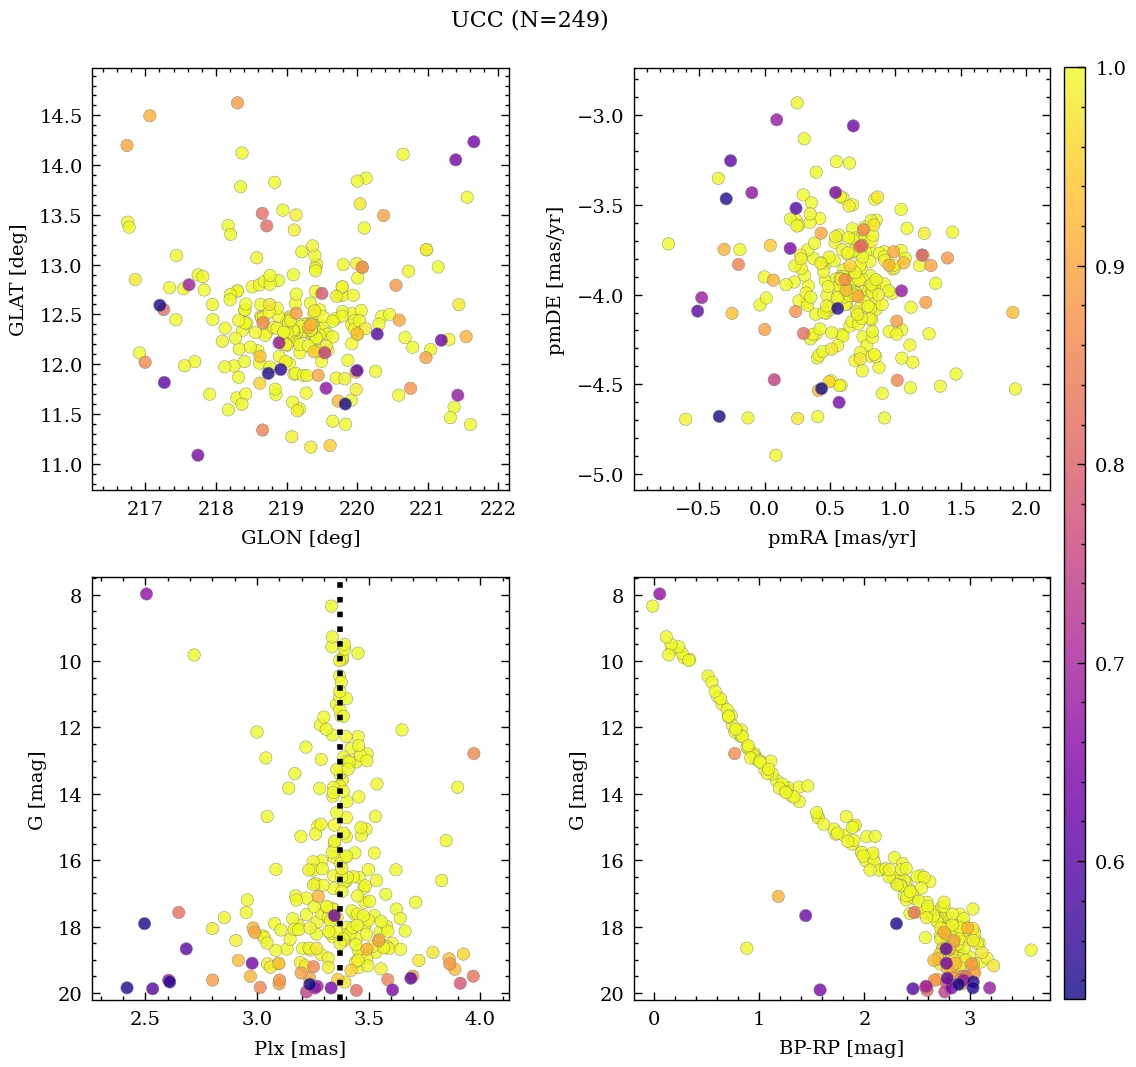 UCC (N=249)
14.5
14.0
13.5
13.0
12.5
12.0
11.5
11.0
GLAT [deg]
217 218 219 220 221 222
GLON [deg]
−3.0
−3.5
−4.0
−4.5
−5.0
pmDE [mas/yr]
−0.5 0.0 0.5 1.0 1.5 2.0
pmRA [mas/yr]
1.0
0.9
0.8
0.7
0.6
8
10
12
14
16
18
20
G [mag]
2.5 3.0 3.5 4.0
Plx [mas]
8
10
12
14
16
18
20
G [mag]
0 1 2 3
BP-RP [mag]